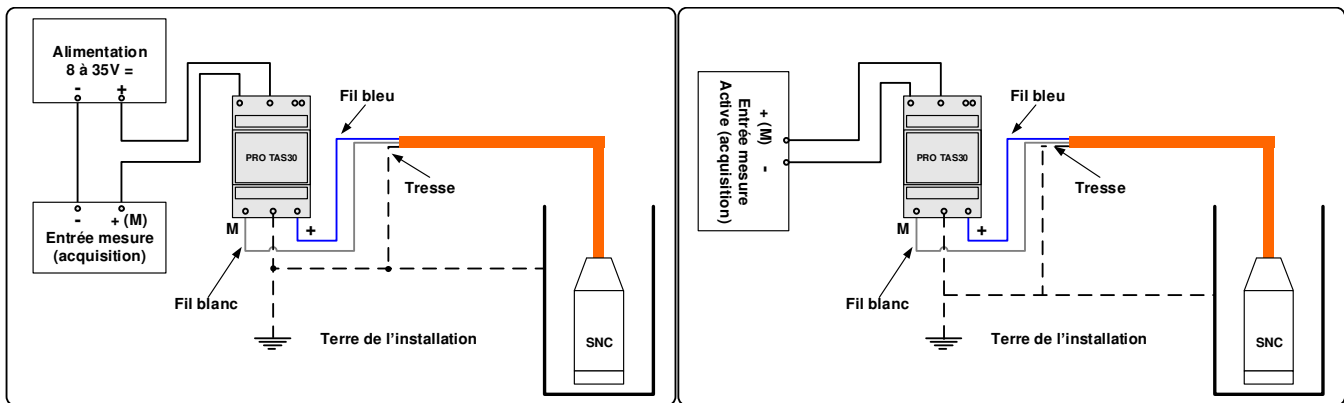 Alimentation
8 à 35V =
- +
- + (M)
Entrée mesure
(acquisition)
PRO TAS30
M +
Fil bleu
Tresse
Fil blanc
Terre de l'installation
SNC
+ (M)
-
Entrée mesure
Active (acquisition)
PRO TAS30
M +
Fil bleu
Tresse
Fil blanc
Terre de l'installation
SNC